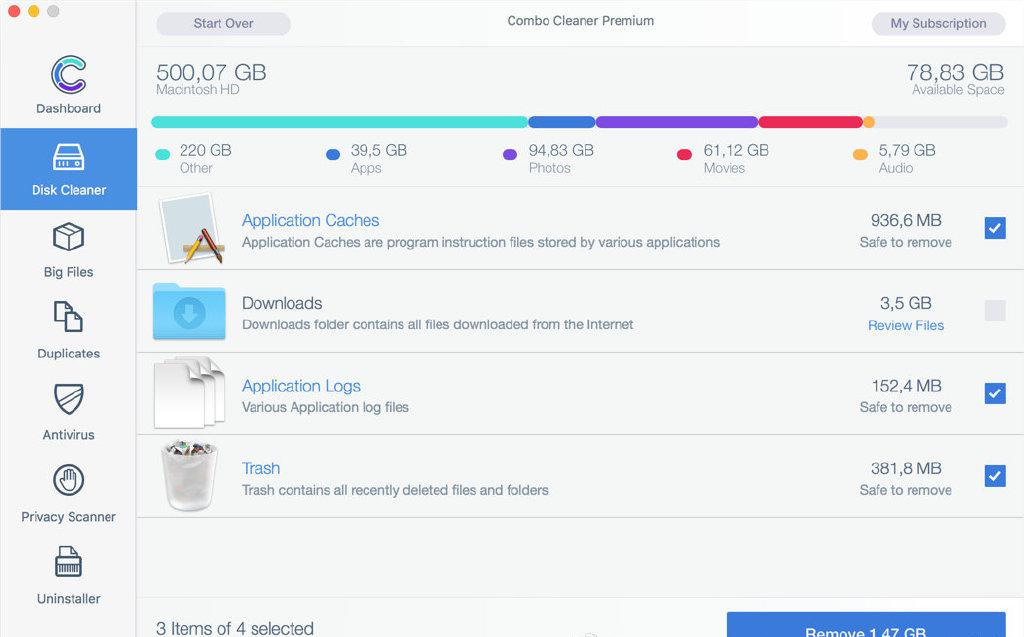 Start Over
Combo Cleaner Premium
My Subscription
500,07 GB
Macintosh HD
78,83 GB
Available Space
220 GB
Other
39,5 GB
Apps
94,83 GB
Photos
61,12 GB
Movies
5,79 GB
Audio
Dashboard
Disk Cleaner
Big Files
Duplicates
Antivirus
Privacy Scanner
Uninstaller
Application Caches
Application Caches are program instruction files stored by various applications
936,6 MB
Safe to remove
Downloads
Downloads folder contains all files downloaded from the Internet
3,5 GB
Review Files
Application Logs
Various Application log files
152,4 MB
Safe to remove
Trash
Trash contains all recently deleted files and folders
381,8 MB
Safe to remove
3 Items of 4 selected
Remove 1,47 GB